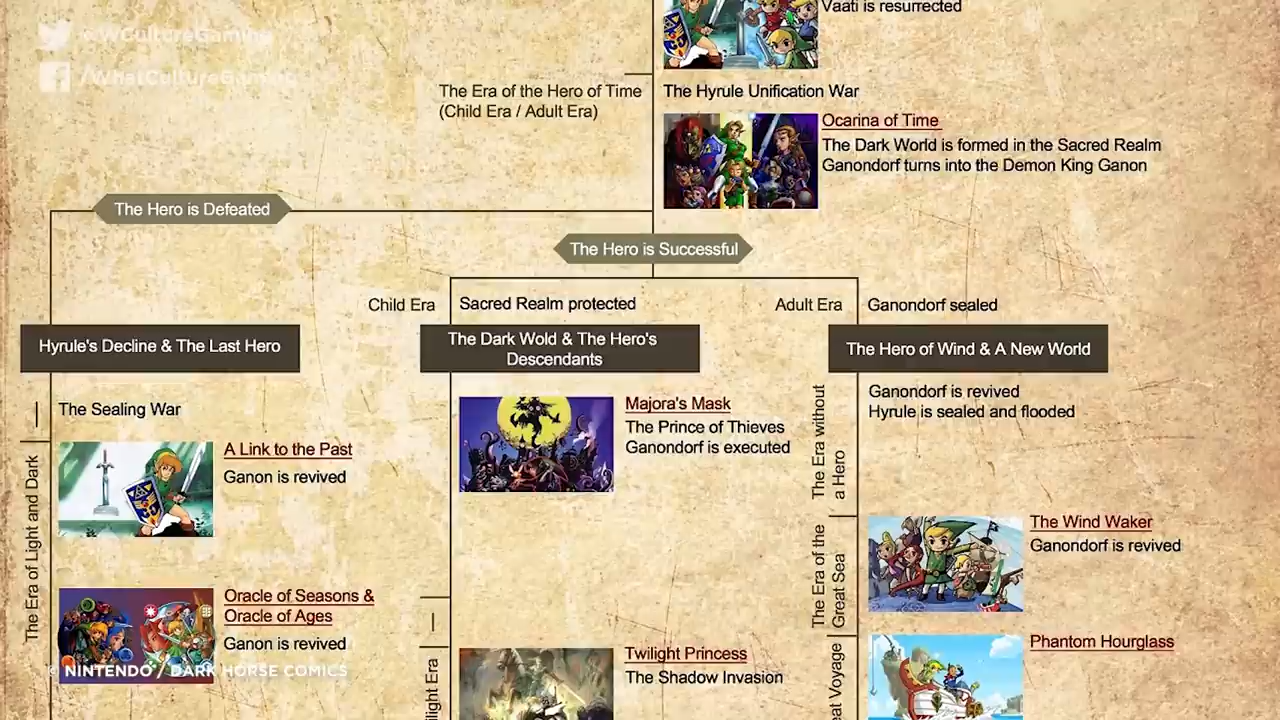 @WCultureGaming
/WhatCultureGaming
Vaati is resurrected
The Era of the Hero of Time
(Child Era / Adult Era)
The Hyrule Unification War
Ocarina of Time
The Dark World is formed in the Sacred Realm
Ganondorf turns into the Demon King Ganon
The Hero is Defeated
The Hero is Successful
Child Era
Sacred Realm protected
Adult Era
Ganondorf sealed
Hyrule's Decline & The Last Hero
The Dark Wold & The Hero's
Descendants
The Hero of Wind & A New World
The Sealing War
A Link to the Past
Ganon is revived
The Era of Light and Dark
Oracle of Seasons &
Oracle of Ages
Ganon is revived
Majora's Mask
The Prince of Thieves
Ganondorf is executed
Twilight Princess
The Shadow Invasion
Ganondorf is revived
Hyrule is sealed and flooded
The Era without
a Hero
The Wind Waker
Ganondorf is revived
The Era of the
Great Sea
Phantom Hourglass
© NINTENDO / DARK HORSE COMICS